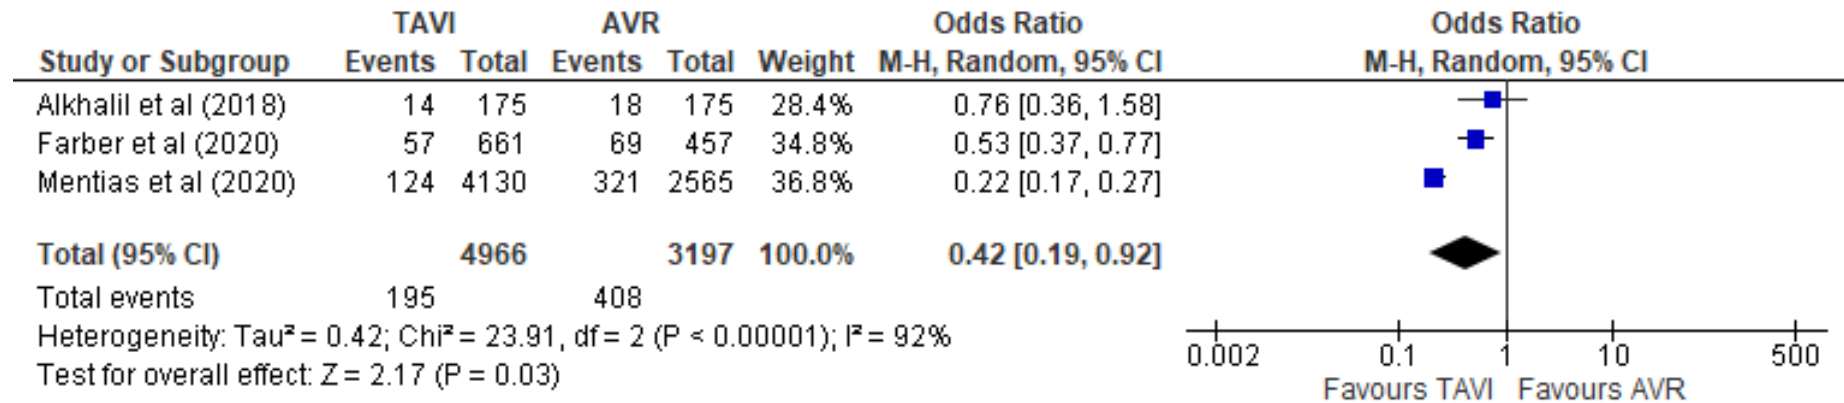 TAVI AVR Odds Ratio Odds Ratio
Study or Subgroup Events Total Events Total Weight M-H, Random, 95% CI M-H, Random, 95% CI
Alkhalil et al (2018) 14 175 18 175 28.4% 0.76 [0.36, 1.58]
Farber et al (2020) 57 661 69 457 34.8% 0.53 [0.37, 0.77]
Mentias et al (2020) 124 4130 321 2565 36.8% 0.22 [0.17, 0.27]
Total (95% CI) 4966 3197 100.0% 0.42 [0.19, 0.92]
Total events 195 408
Heterogeneity: Tau² = 0.42; Chi² = 23.91, df = 2 (P < 0.00001); I² = 92%
Test for overall effect: Z = 2.17 (P = 0.03)
0.002 0.1 1 10 500
Favours TAVI Favours AVR